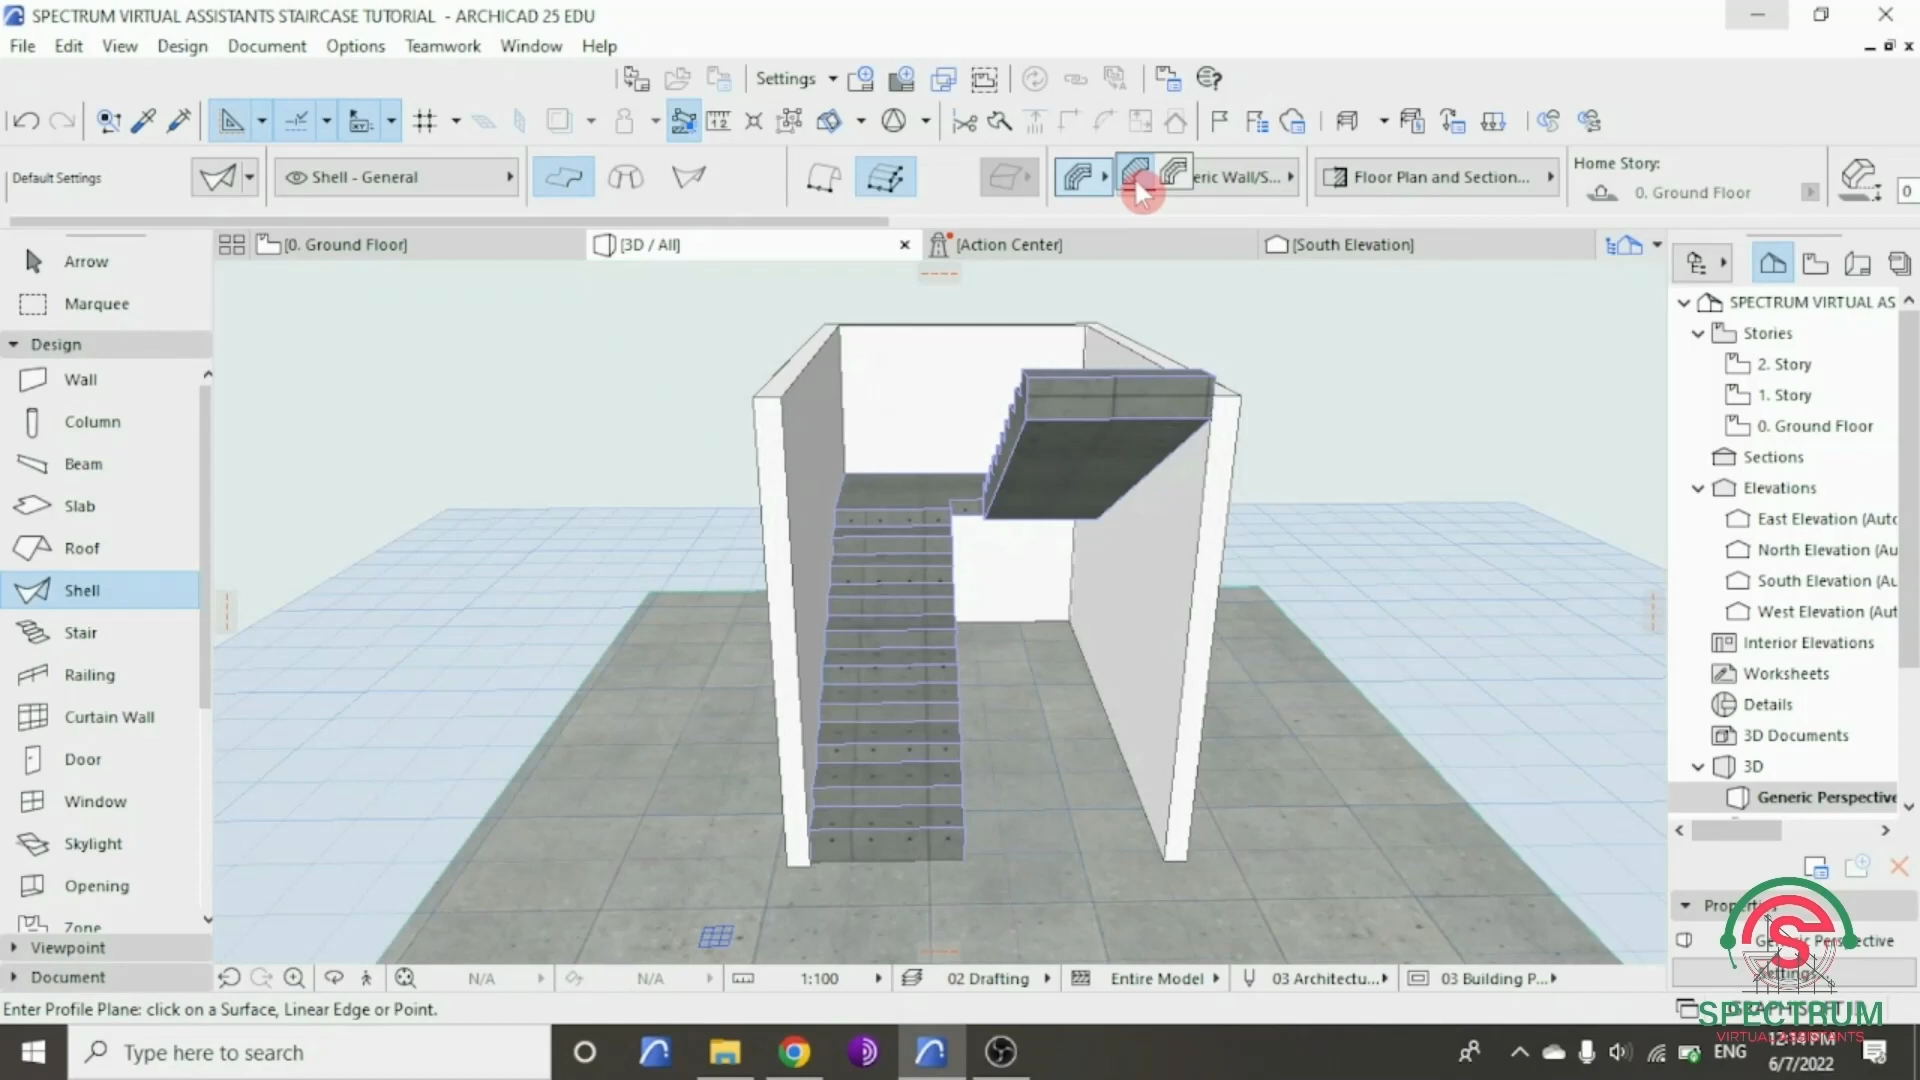 SPECTRUM VIRTUAL ASSISTANTS STAIRCASE TUTORIAL - ARCHICAD 25 EDU
File Edit View Design Document Options Teamwork Window Help
Settings
Default Settings
Shell - General
eric Wall/S...
Floor Plan and Section...
Home Story:
0. Ground Floor
0
[0. Ground Floor]
[3D / All]
[Action Center]
[South Elevation]
Arrow
Marquee
Design
Wall
Column
Beam
Slab
Roof
Shell
Stair
Railing
Curtain Wall
Door
Window
Skylight
Opening
Zone
Viewpoint
Document
SPECTRUM VIRTUAL AS
Stories
2. Story
1. Story
0. Ground Floor
Sections
Elevations
East Elevation (Auto
North Elevation (Au
South Elevation (Au
West Elevation (Aut
Interior Elevations
Worksheets
Details
3D Documents
3D
Generic Perspective
Generic Perspective
Settings...
N/A
N/A
1:100
02 Drafting
Entire Model
03 Architectu...
03 Building P...
Enter Profile Plane: click on a Surface, Linear Edge or Point.
SPECTRUM
VIRTUAL ASSISTANTS
Type here to search
ENG
12:14 PM
6/7/2022